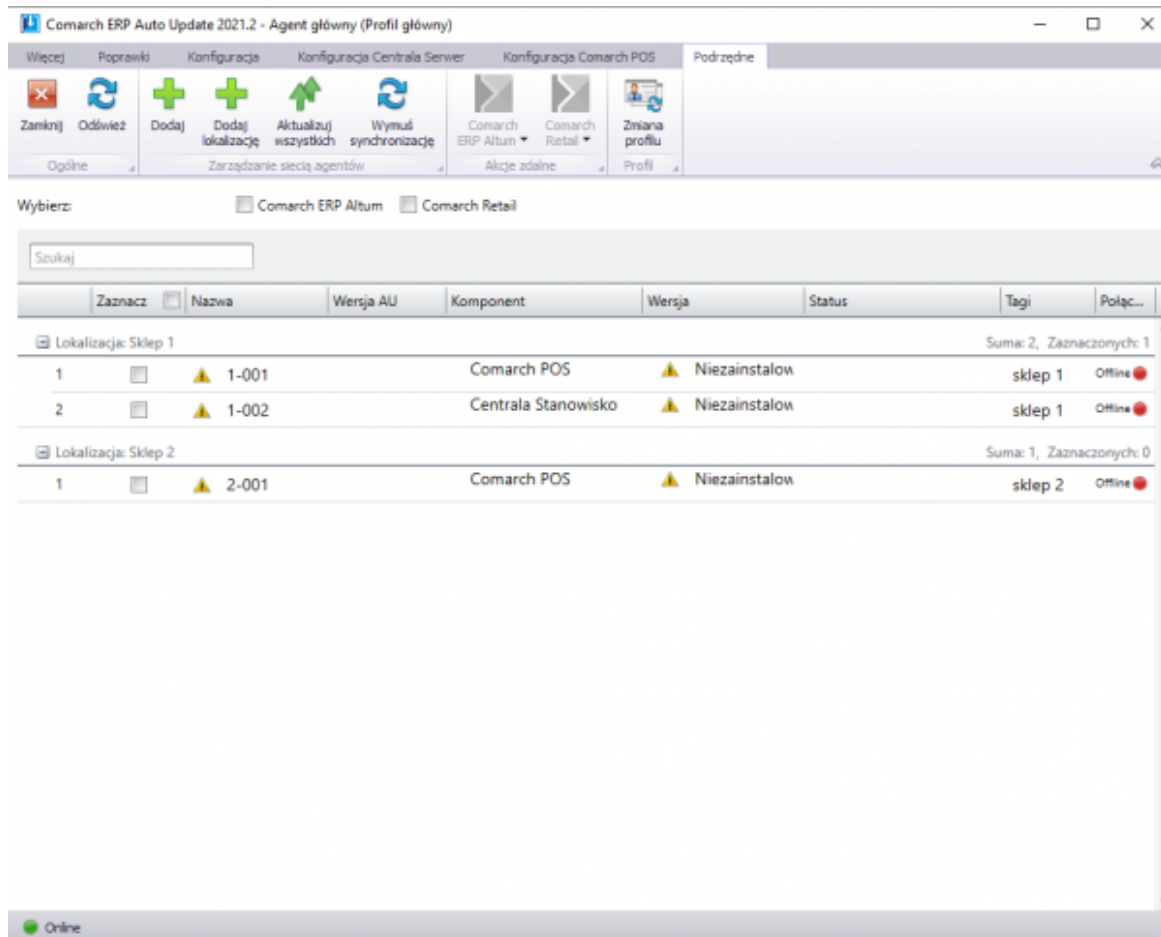 Comarch ERP Auto Update 2021.2 - Agent główny (Profil główny)
Więcej Poprawki Konfiguracja Konfiguracja Centrala Serwer Konfiguracja Comarch POS Podrzędne
Zamknij Odśwież Dodaj Dodaj lokalizację Aktualizuj wszystkich Wymuś synchronizację Comarch ERP Altum Comarch Retail Zmiana profilu
Ogólne Zarządzanie siecią agentów Akcje zdalne Profil
Wybierz: Comarch ERP Altum Comarch Retail
Szukaj
Zaznacz Nazwa Wersja AU Komponent Wersja Status Tagi Połąc...
Lokalizacja: Sklep 1 Suma: 2, Zaznaczonych: 1
1 1-001 Comarch POS Niezainstalow sklep 1 Offline
2 1-002 Centrala Stanowisko Niezainstalow sklep 1 Offline
Lokalizacja: Sklep 2 Suma: 1, Zaznaczonych: 0
1 2-001 Comarch POS Niezainstalow sklep 2 Offline
Online